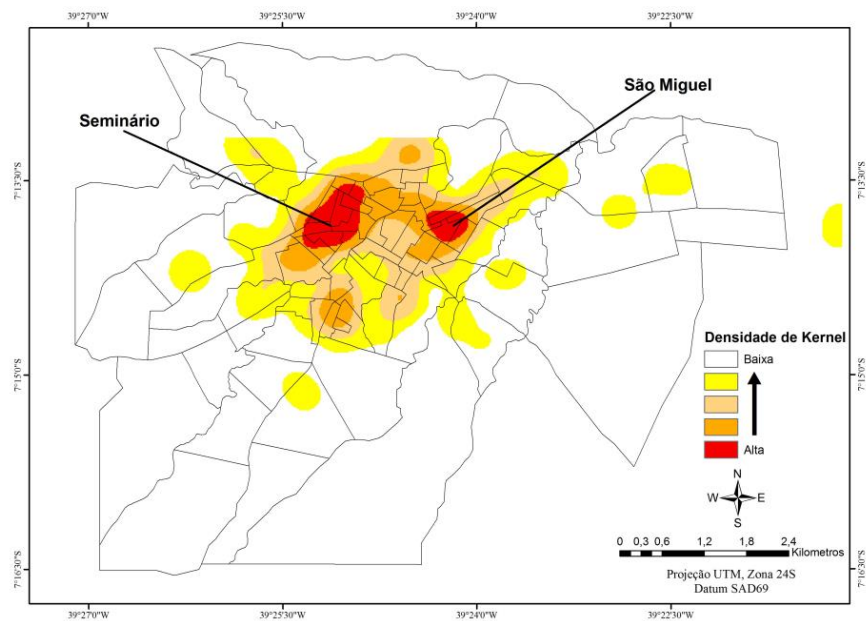 39°27'0"W 39°25'30"W 39°24'0"W 39°22'30"W
São Miguel
Seminário
7°13'30"S 7°13'30"S
Densidade de Kernel
Baixa
7°15'0"S 7°15'0"S
Alta
N
W E
S
0 0,3 0,6 1,2 1,8 2,4
Kilometros
7°16'30"S 7°16'30"S
Projeção UTM, Zona 24S
Datum SAD69
39°27'0"W 39°25'30"W 39°24'0"W 39°22'30"W